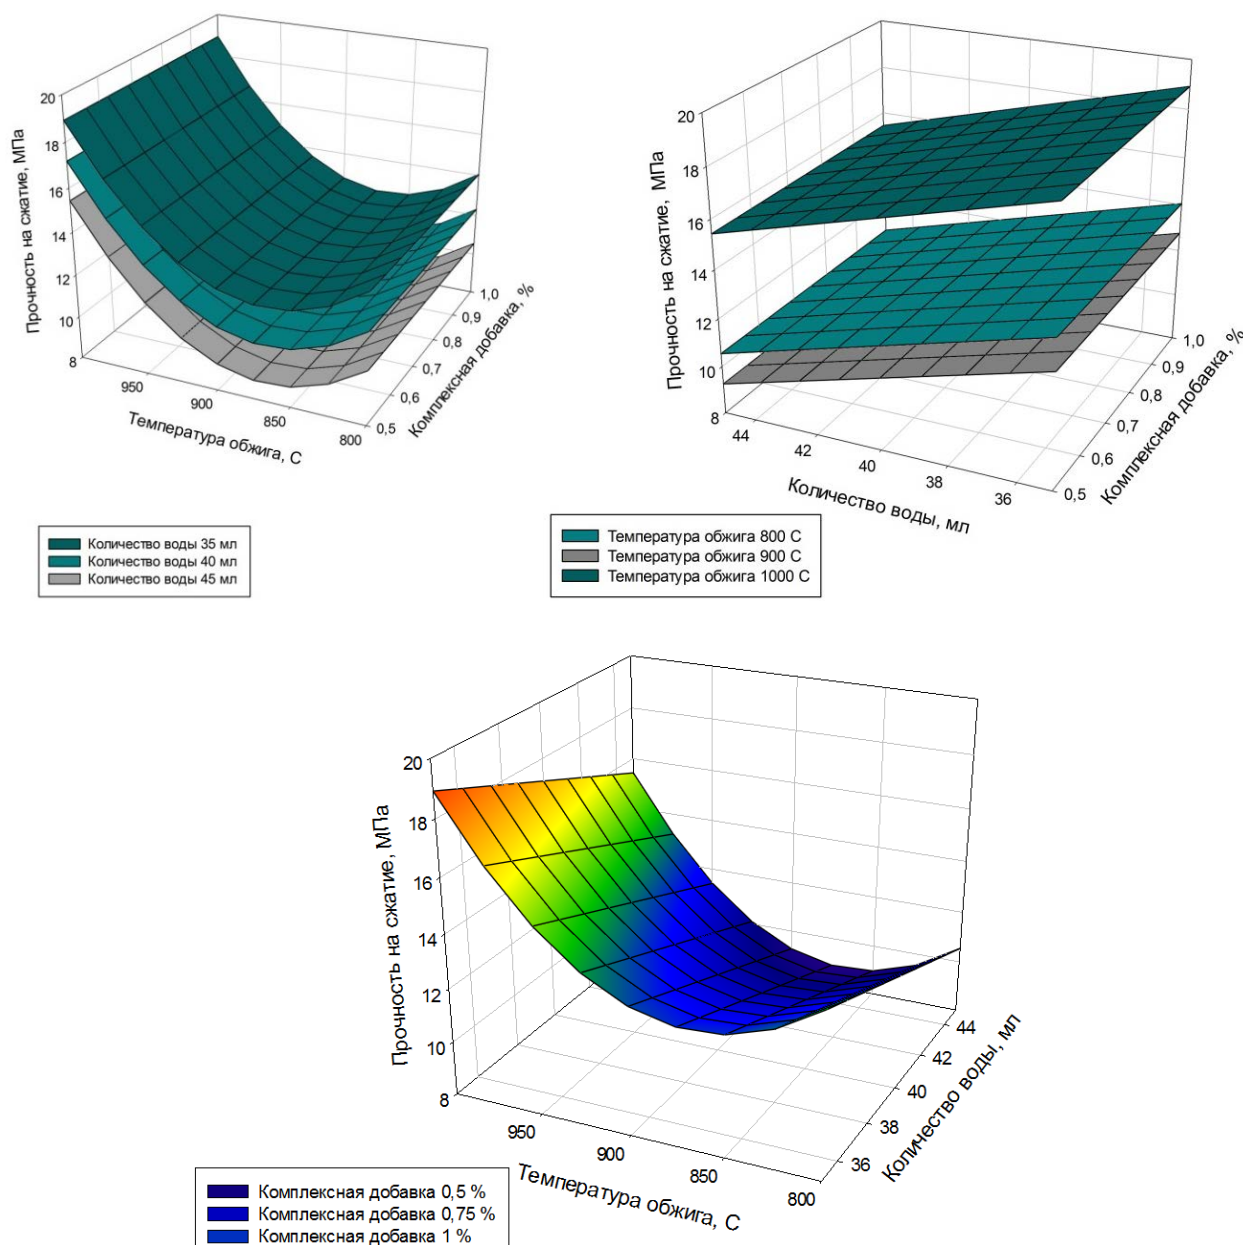 20
18
16
14
12
10
8
Прочность на сжатие, МПа
950
900
850
800
Температура обжига, С
0,5
0,6
0,7
0,8
0,9
1,0
Комплексная добавка, %
Количество воды 35 мл
Количество воды 40 мл
Количество воды 45 мл
20
18
16
14
12
10
8
Прочность на сжатие, МПа
44
42
40
38
36
Количество воды, мл
0,5
0,6
0,7
0,8
0,9
1,0
Комплексная добавка, %
Температура обжига 800 С
Температура обжига 900 С
Температура обжига 1000 С
20
18
16
14
12
10
8
Прочность на сжатие, МПа
950
900
850
800
Температура обжига, С
36
38
40
42
44
Количество воды, мл
Комплексная добавка 0,5 %
Комплексная добавка 0,75 %
Комплексная добавка 1 %